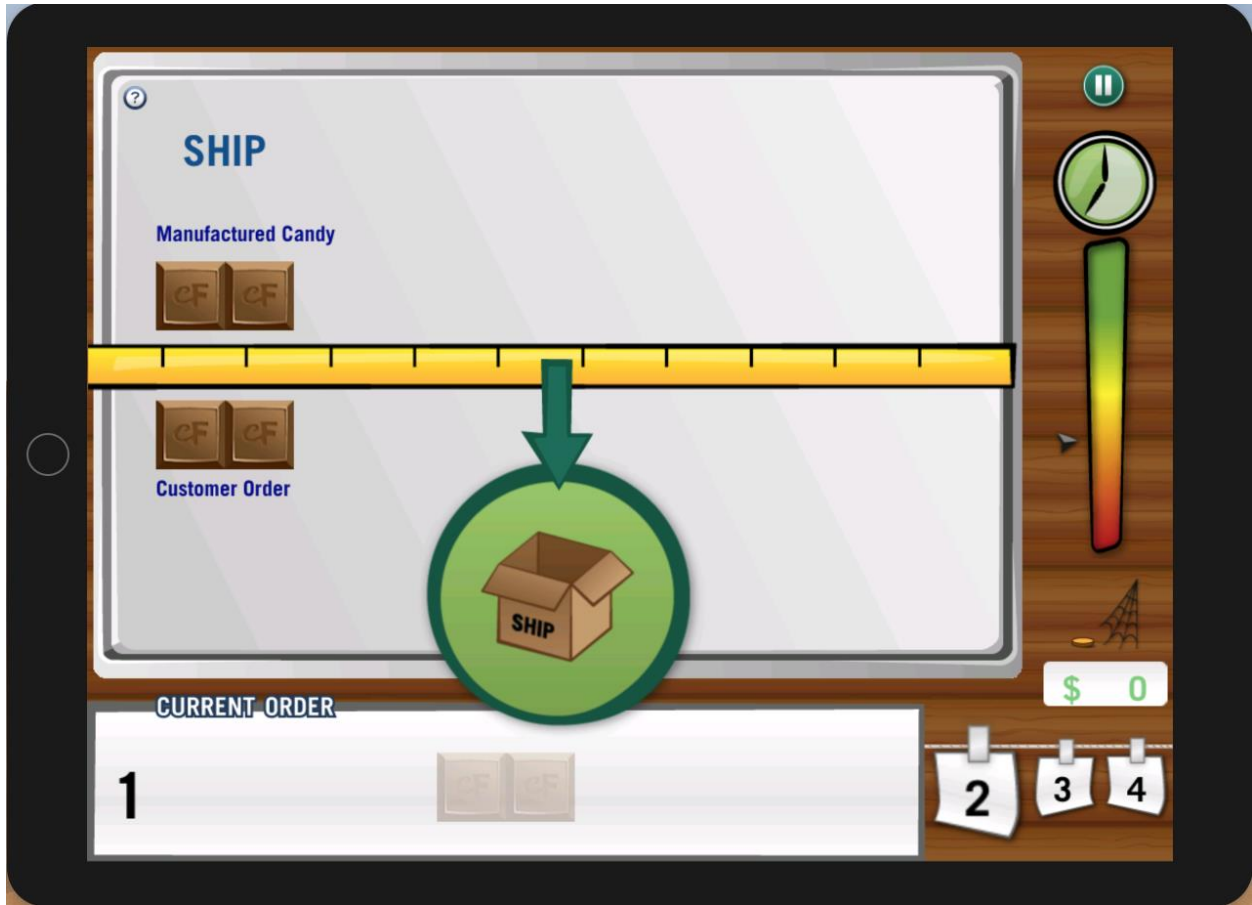 ?
SHIP
Manufactured Candy
CF CF
CF CF
Customer Order
SHIP
$ 0
CURRENT ORDER
1
CF CF
2
3
4